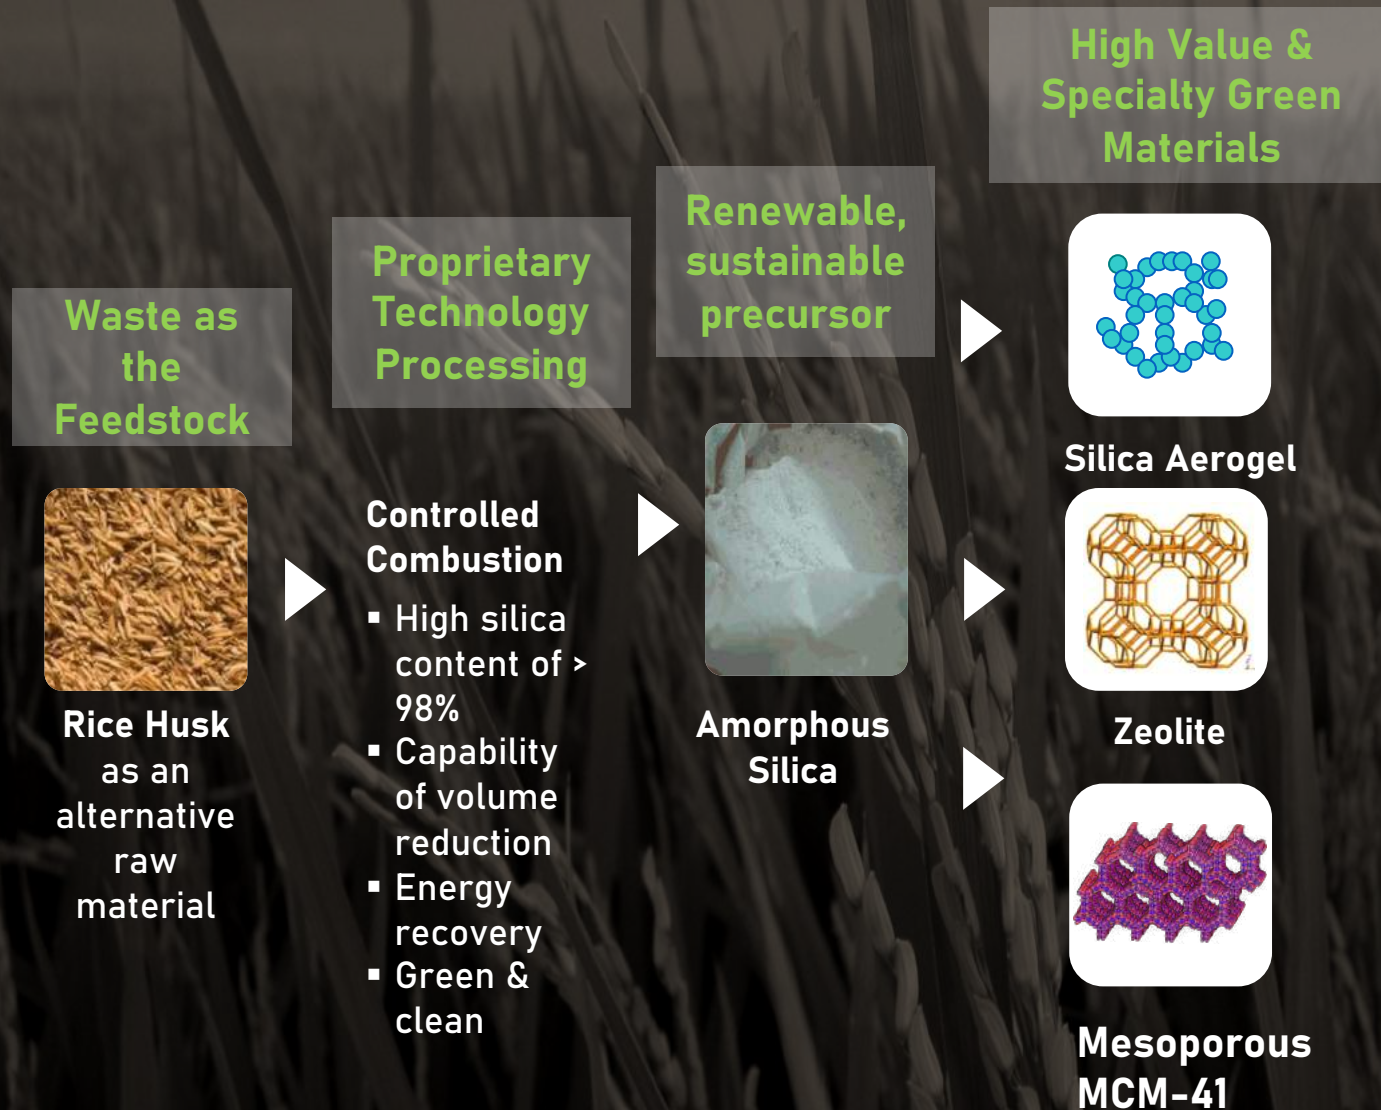 Waste as
the
Feedstock
Rice Husk
as an
alternative
raw
material
Proprietary
Technology
Processing
Controlled
Combustion
▪ High silica
content of >
98%
▪ Capability
of volume
reduction
▪ Energy
recovery
▪ Green &
clean
Renewable,
sustainable
precursor
Amorphous
Silica
High Value &
Specialty Green
Materials
Silica Aerogel
Zeolite
Mesoporous
MCM-41